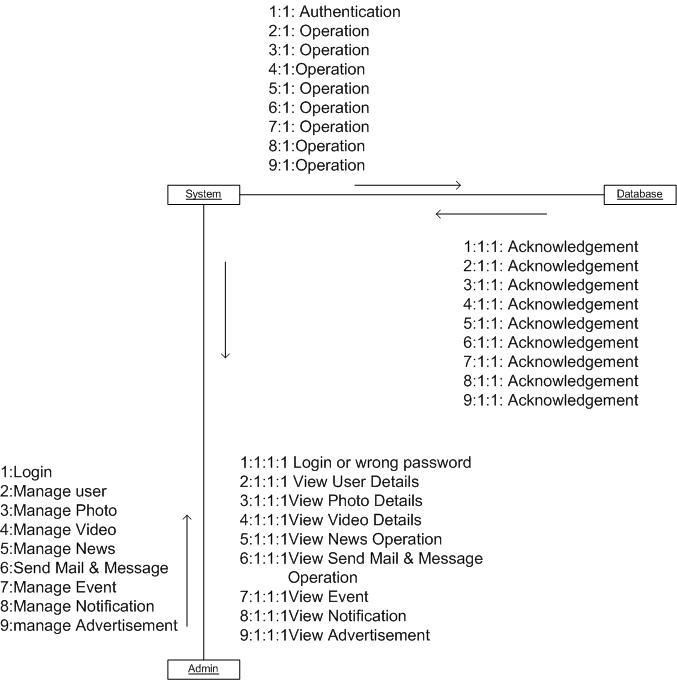 1:1: Authentication
2:1: Operation
3:1: Operation
4:1:Operation
5:1: Operation
6:1: Operation
7:1: Operation
8:1:Operation
9:1:Operation
System
Database
1:1:1: Acknowledgement
2:1:1: Acknowledgement
3:1:1: Acknowledgement
4:1:1: Acknowledgement
5:1:1: Acknowledgement
6:1:1: Acknowledgement
7:1:1: Acknowledgement
8:1:1: Acknowledgement
9:1:1: Acknowledgement
1:Login
2:Manage user
3:Manage Photo
4:Manage Video
5:Manage News
6:Send Mail & Message
7:Manage Event
8:Manage Notification
9:manage Advertisement
1:1:1:1 Login or wrong password
2:1:1:1 View User Details
3:1:1:1View Photo Details
4:1:1:1View Video Details
5:1:1:1View News Operation
6:1:1:1View Send Mail & Message
Operation
7:1:1:1View Event
8:1:1:1View Notification
9:1:1:1View Advertisement
Admin